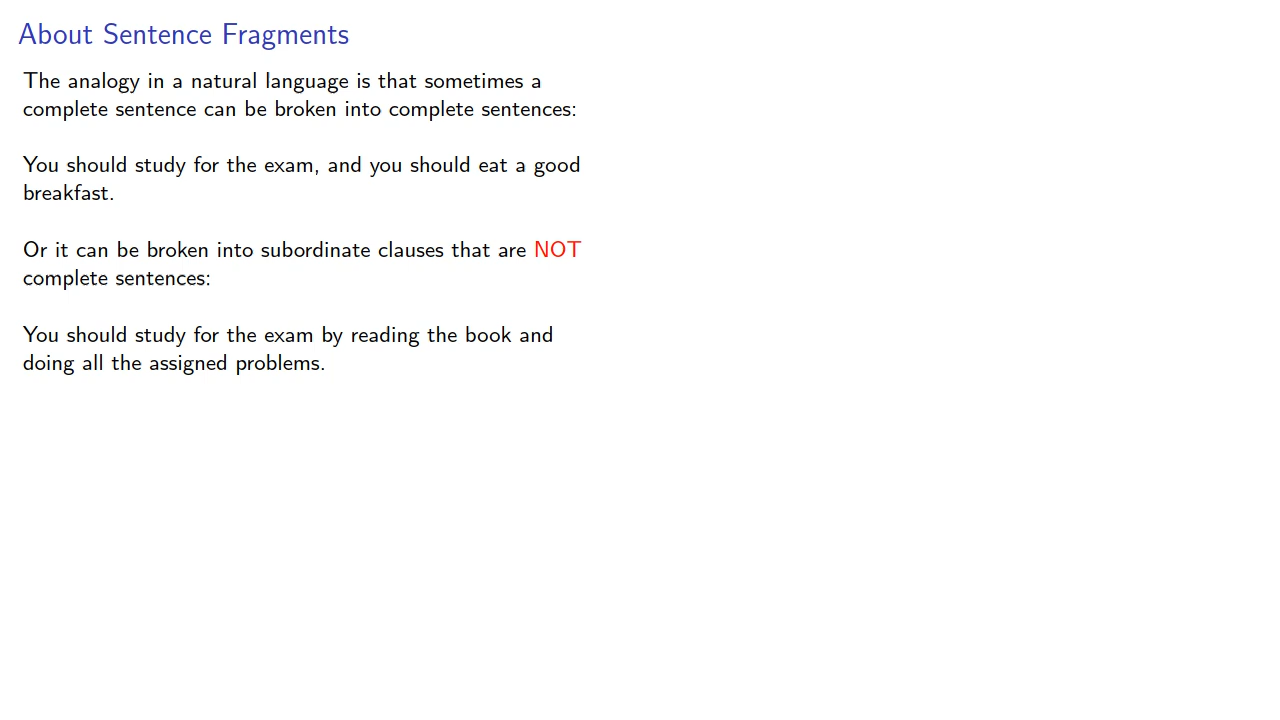 About Sentence Fragments
The analogy in a natural language is that sometimes a
complete sentence can be broken into complete sentences:
You should study for the exam, and you should eat a good
breakfast.
Or it can be broken into subordinate clauses that are NOT
complete sentences:
You should study for the exam by reading the book and
doing all the assigned problems.